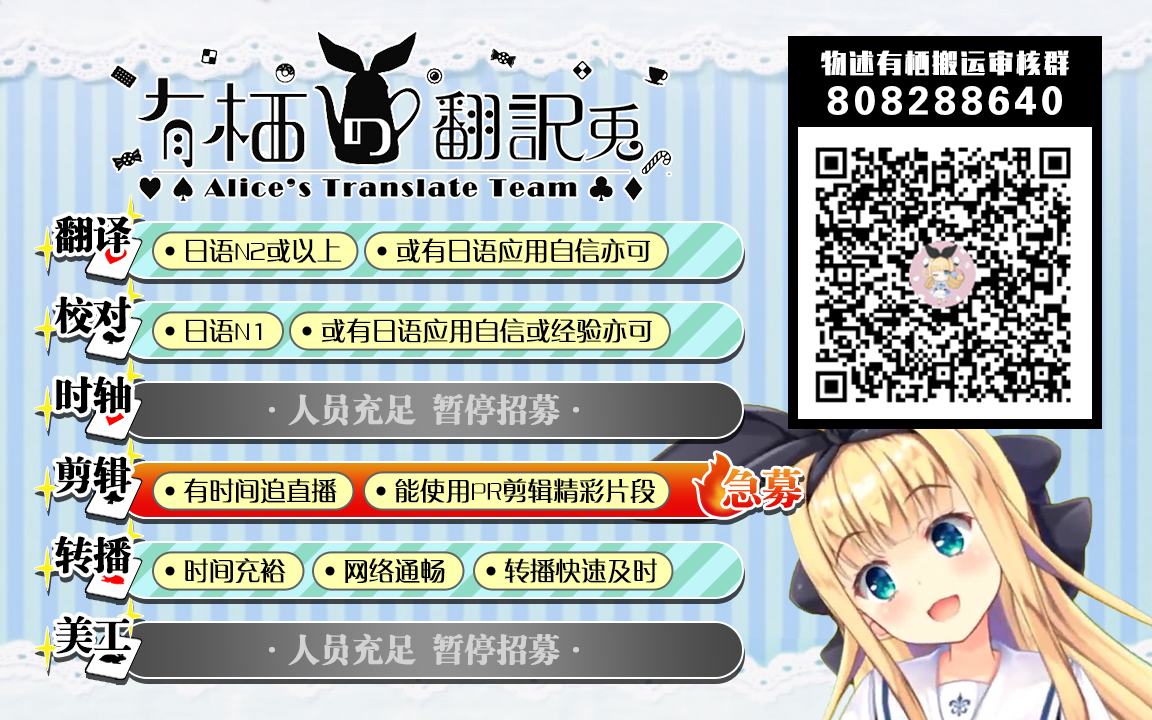 有栖の翻訳兎
Alice's Translate Team
物述有栖搬运审核群
808288640
翻译
• 日语N2或以上 • 或有日语应用自信亦可
校对
• 日语N1 • 或有日语应用自信或经验亦可
时轴
· 人员充足 暂停招募 ·
剪辑
• 有时间追直播 • 能使用PR剪辑精彩片段 急募
转播
• 时间充裕 • 网络通畅 • 转播快速及时
美工
· 人员充足 暂停招募 ·